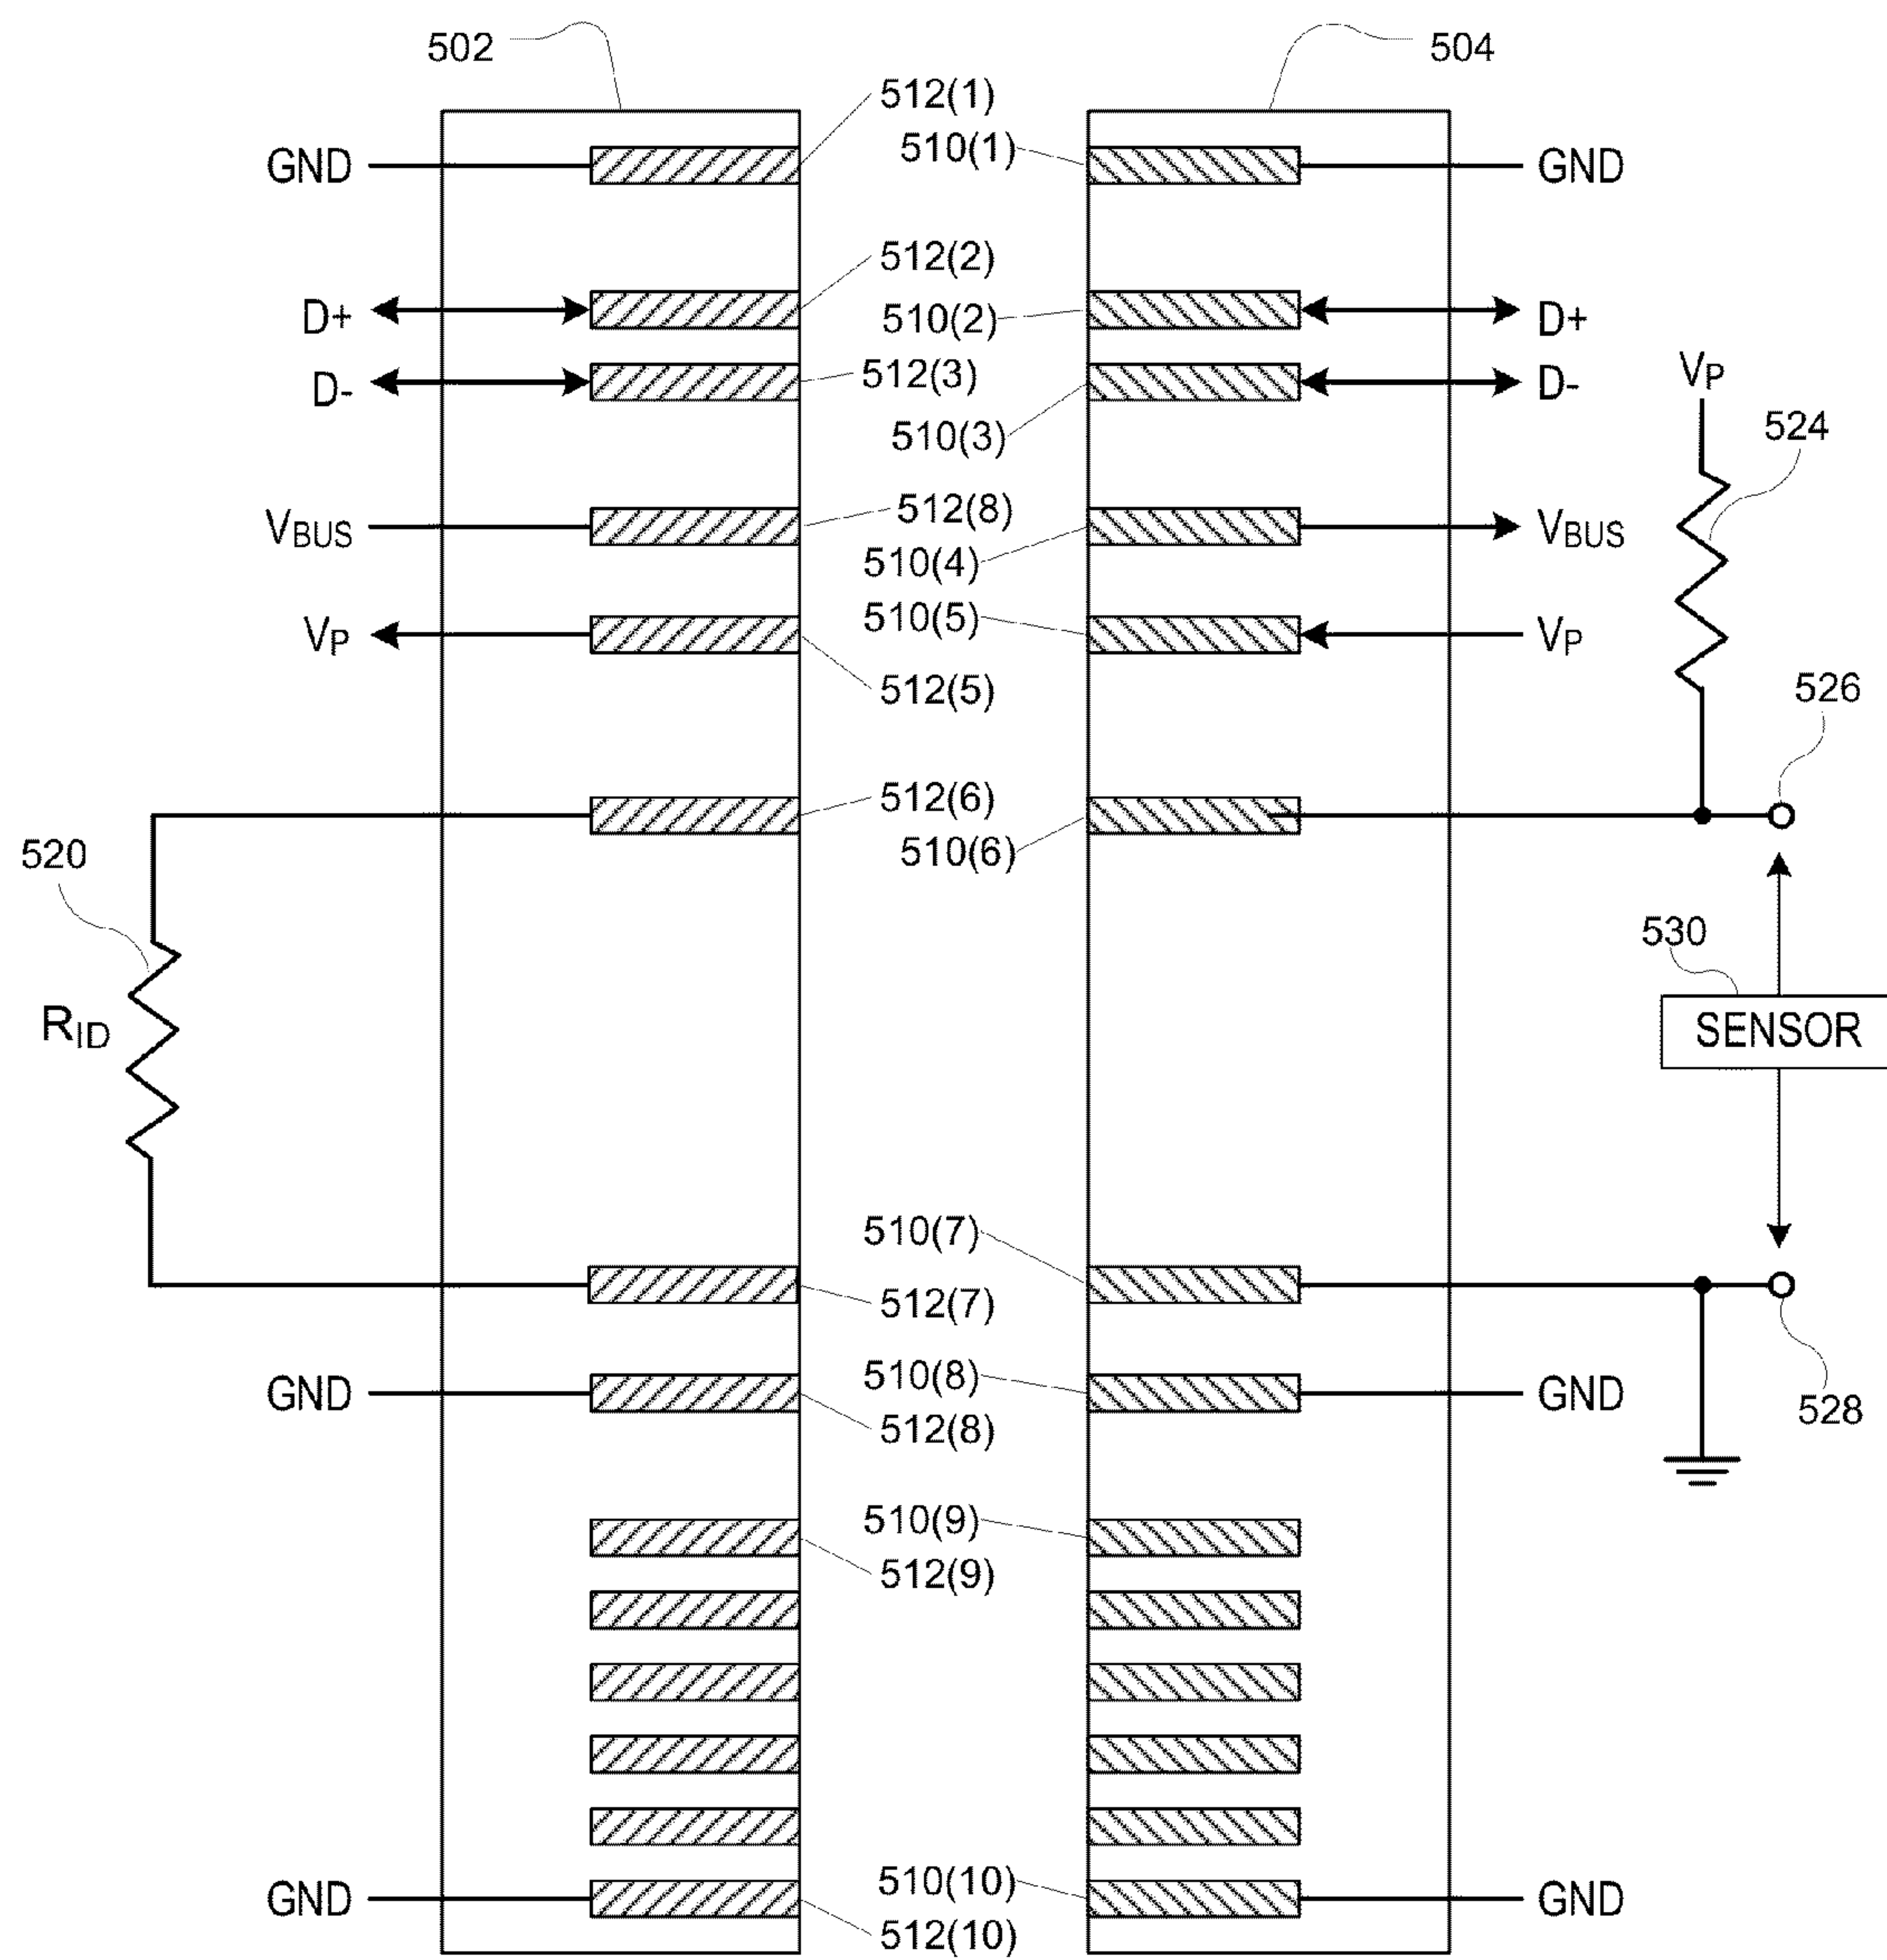 502
504
512(1)
510(1)
GND
GND
512(2)
D+
510(2)
D+
D-
512(3)
D-
VP
510(3)
524
VBUS
512(8)
VBUS
510(4)
VP
510(5)
VP
512(5)
526
512(6)
510(6)
520
530
RID
SENSOR
510(7)
512(7)
GND
510(8)
GND
512(8)
528
510(9)
512(9)
GND
510(10)
GND
512(10)